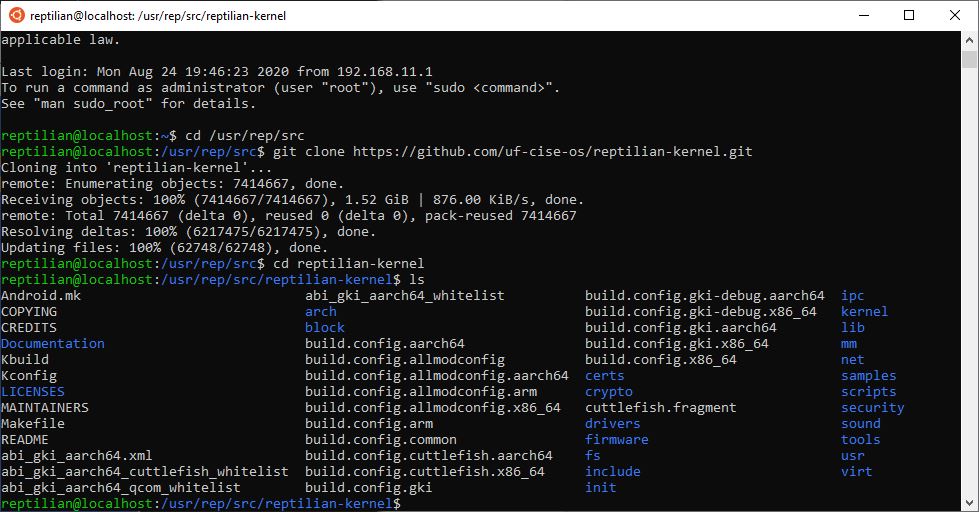 reptilian@localhost: /usr/rep/src/reptilian-kernel
applicable law.
Last login: Mon Aug 24 19:46:23 2020 from 192.168.11.1
To run a command as administrator (user "root"), use "sudo <command>".
See "man sudo_root" for details.
reptilian@localhost:~$ cd /usr/rep/src
reptilian@localhost:/usr/rep/src$ git clone https://github.com/uf-cise-os/reptilian-kernel.git
Cloning into 'reptilian-kernel'...
remote: Enumerating objects: 7414667, done.
Receiving objects: 100% (7414667/7414667), 1.52 GiB | 876.00 KiB/s, done.
remote: Total 7414667 (delta 0), reused 0 (delta 0), pack-reused 7414667
Resolving deltas: 100% (6217475/6217475), done.
Updating files: 100% (62748/62748), done.
reptilian@localhost:/usr/rep/src$ cd reptilian-kernel
reptilian@localhost:/usr/rep/src/reptilian-kernel$ ls
Android.mk abi_gki_aarch64_whitelist build.config.gki-debug.aarch64 ipc
COPYING arch build.config.gki-debug.x86_64 kernel
CREDITS block build.config.gki.aarch64 lib
Documentation build.config.aarch64 build.config.gki.x86_64 mm
Kbuild build.config.allmodconfig build.config.x86_64 net
Kconfig build.config.allmodconfig.aarch64 certs samples
LICENSES build.config.allmodconfig.arm crypto scripts
MAINTAINERS build.config.allmodconfig.x86_64 cuttlefish.fragment security
Makefile build.config.arm drivers sound
README build.config.common firmware tools
abi_gki_aarch64.xml build.config.cuttlefish.aarch64 fs usr
abi_gki_aarch64_cuttlefish_whitelist build.config.cuttlefish.x86_64 include virt
abi_gki_aarch64_qcom_whitelist build.config.gki init
reptilian@localhost:/usr/rep/src/reptilian-kernel$